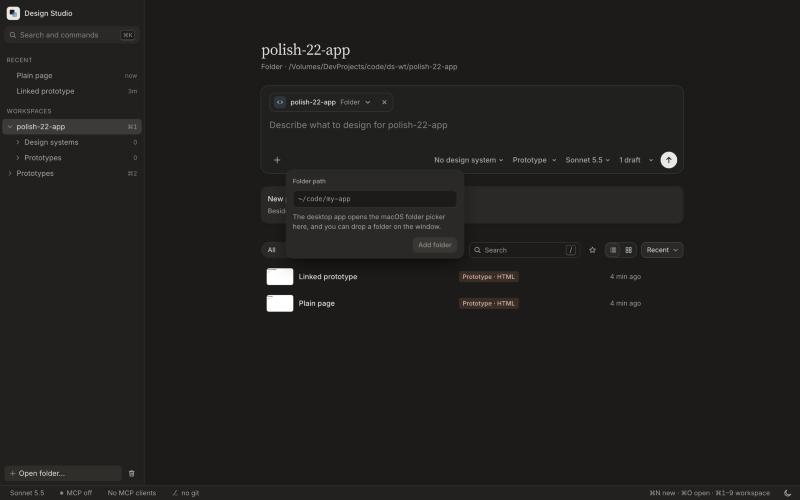 Design Studio
Search and commands ⌘K
RECENT
Plain page now
Linked prototype 3m
WORKSPACES
polish-22-app ⌘1
Design systems 0
Prototypes 0
Prototypes ⌘2
+ Open folder...
polish-22-app
Folder · /Volumes/DevProjects/code/ds-wt/polish-22-app
polish-22-app Folder
Describe what to design for polish-22-app
No design system Prototype Sonnet 5.5 1 draft
Folder path
~/code/my-app
The desktop app opens the macOS folder picker
here, and you can drop a folder on the window.
Add folder
New
Besid
All
Search /
Recent
Linked prototype Prototype · HTML 4 min ago
Plain page Prototype · HTML 4 min ago
Sonnet 5.5 MCP off No MCP clients no git ⌘N new · ⌘O open · ⌘1–9 workspace